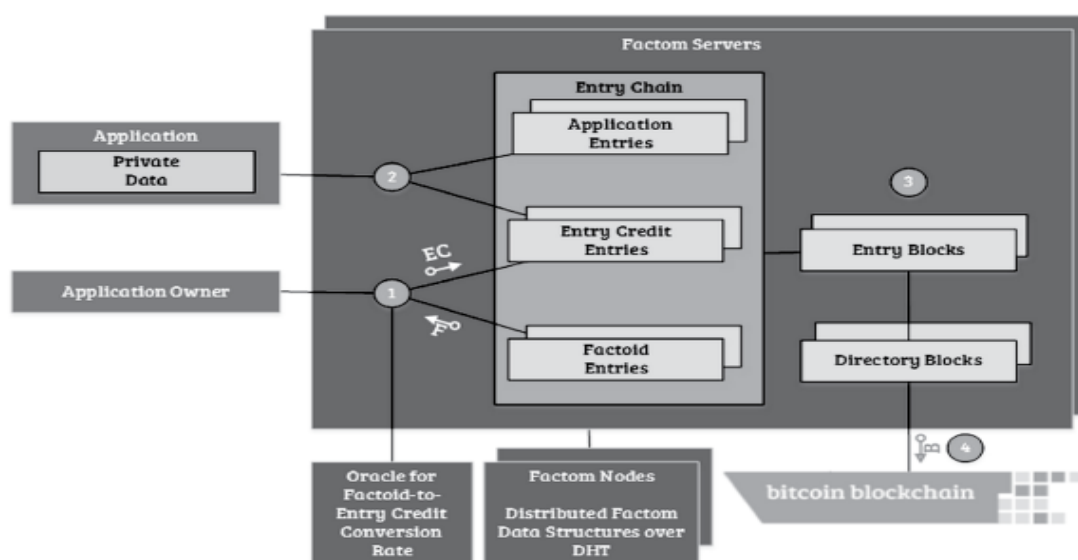 Factom Servers
Entry Chain
Application
Entries
Application
Private
Data
2
3
Entry Credit
Entries
Entry Blocks
EC
Application Owner
1
F
Factoid
Entries
Directory Blocks
B
4
Oracle for
Factoid-to-
Entry Credit
Conversion
Rate
Factom Nodes
Distributed Factom
Data Structures over
DHT
bitcoin blockchain